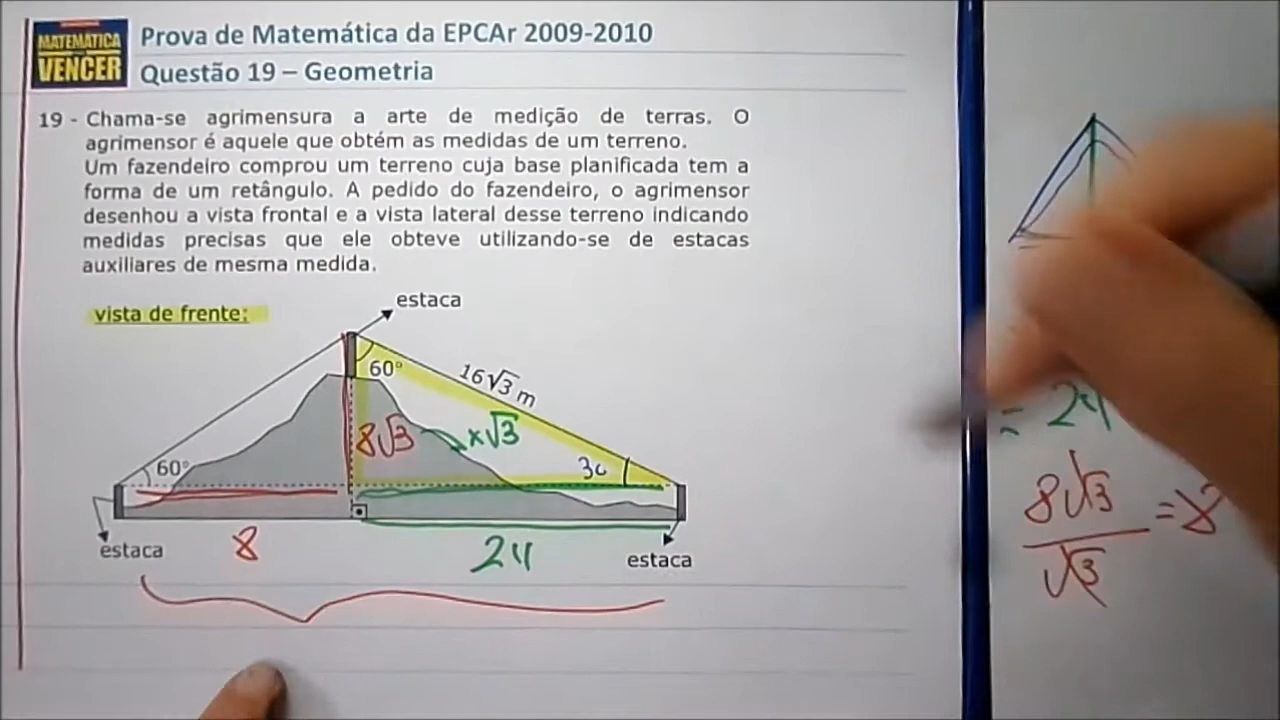 MATEMÁTICA
VENCER
Prova de Matemática da EPCAr 2009-2010
Questão 19 – Geometria
19 - Chama-se agrimensura a arte de medição de terras. O
agrimensor é aquele que obtém as medidas de um terreno.
Um fazendeiro comprou um terreno cuja base planificada tem a
forma de um retângulo. A pedido do fazendeiro, o agrimensor
desenhou a vista frontal e a vista lateral desse terreno indicando
medidas precisas que ele obteve utilizando-se de estacas
auxiliares de mesma medida.
vista de frente:
estaca
60°
16√3 m
8√3
x√3
60°
30
estaca
8
24
estaca
= 24
8√3
= 8
√3